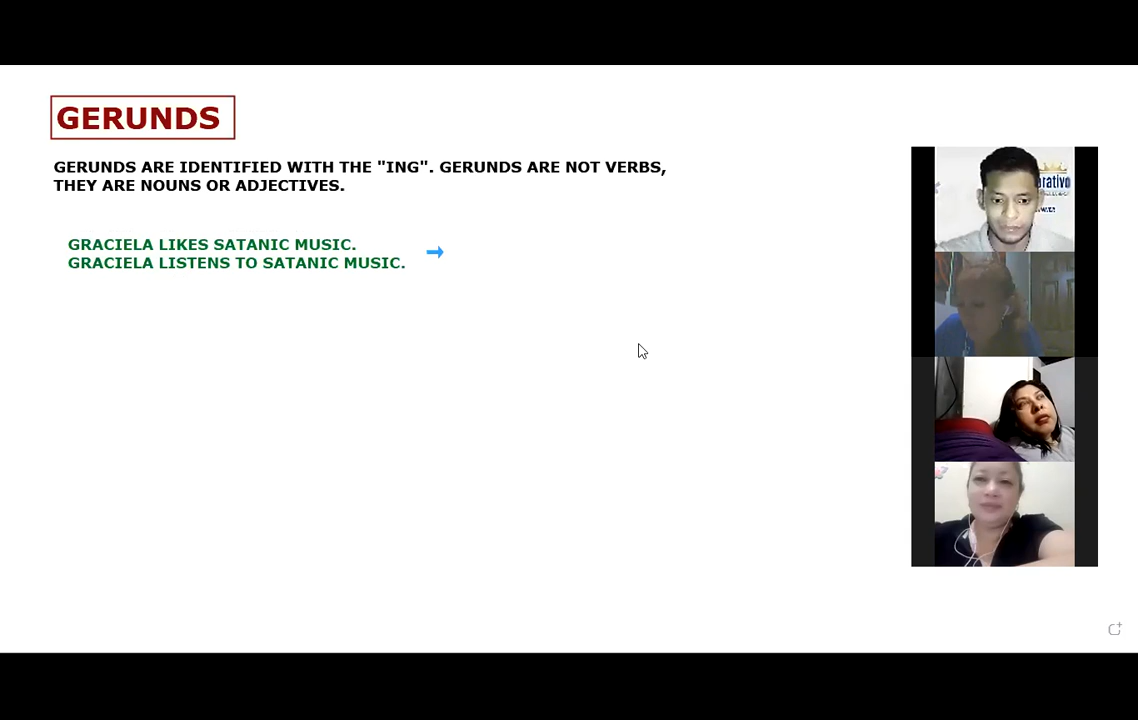 GERUNDS
GERUNDS ARE IDENTIFIED WITH THE "ING". GERUNDS ARE NOT VERBS,
THEY ARE NOUNS OR ADJECTIVES.
GRACIELA LIKES SATANIC MUSIC.
GRACIELA LISTENS TO SATANIC MUSIC.